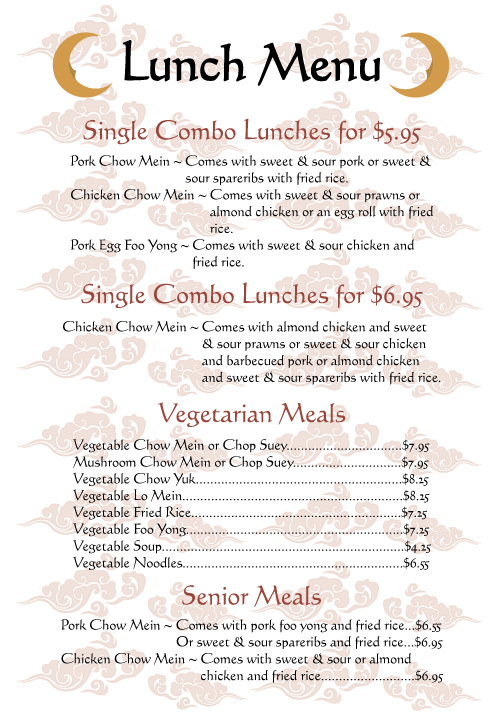 Lunch Menu
Single Combo Lunches for $5.95
Pork Chow Mein ~ Comes with sweet & sour pork or sweet &
sour spareribs with fried rice.
Chicken Chow Mein ~ Comes with sweet & sour prawns or
almond chicken or an egg roll with fried
rice.
Pork Egg Foo Yong ~ Comes with sweet & sour chicken and
fried rice.
Single Combo Lunches for $6.95
Chicken Chow Mein ~ Comes with almond chicken and sweet
& sour prawns or sweet & sour chicken
and barbecued pork or almond chicken
and sweet & sour spareribs with fried rice.
Vegetarian Meals
Vegetable Chow Mein or Chop Suey................................$7.95
Mushroom Chow Mein or Chop Suey..............................$7.95
Vegetable Chow Yuk.........................................................$8.25
Vegetable Lo Mein.............................................................$8.25
Vegetable Fried Rice..........................................................$7.25
Vegetable Foo Yong............................................................$7.25
Vegetable Soup...................................................................$4.25
Vegetable Noodles.............................................................$6.55
Senior Meals
Pork Chow Mein ~ Comes with pork foo yong and fried rice...$6.55
Or sweet & sour spareribs and fried rice...$6.95
Chicken Chow Mein ~ Comes with sweet & sour or almond
chicken and fried rice..........................$6.95